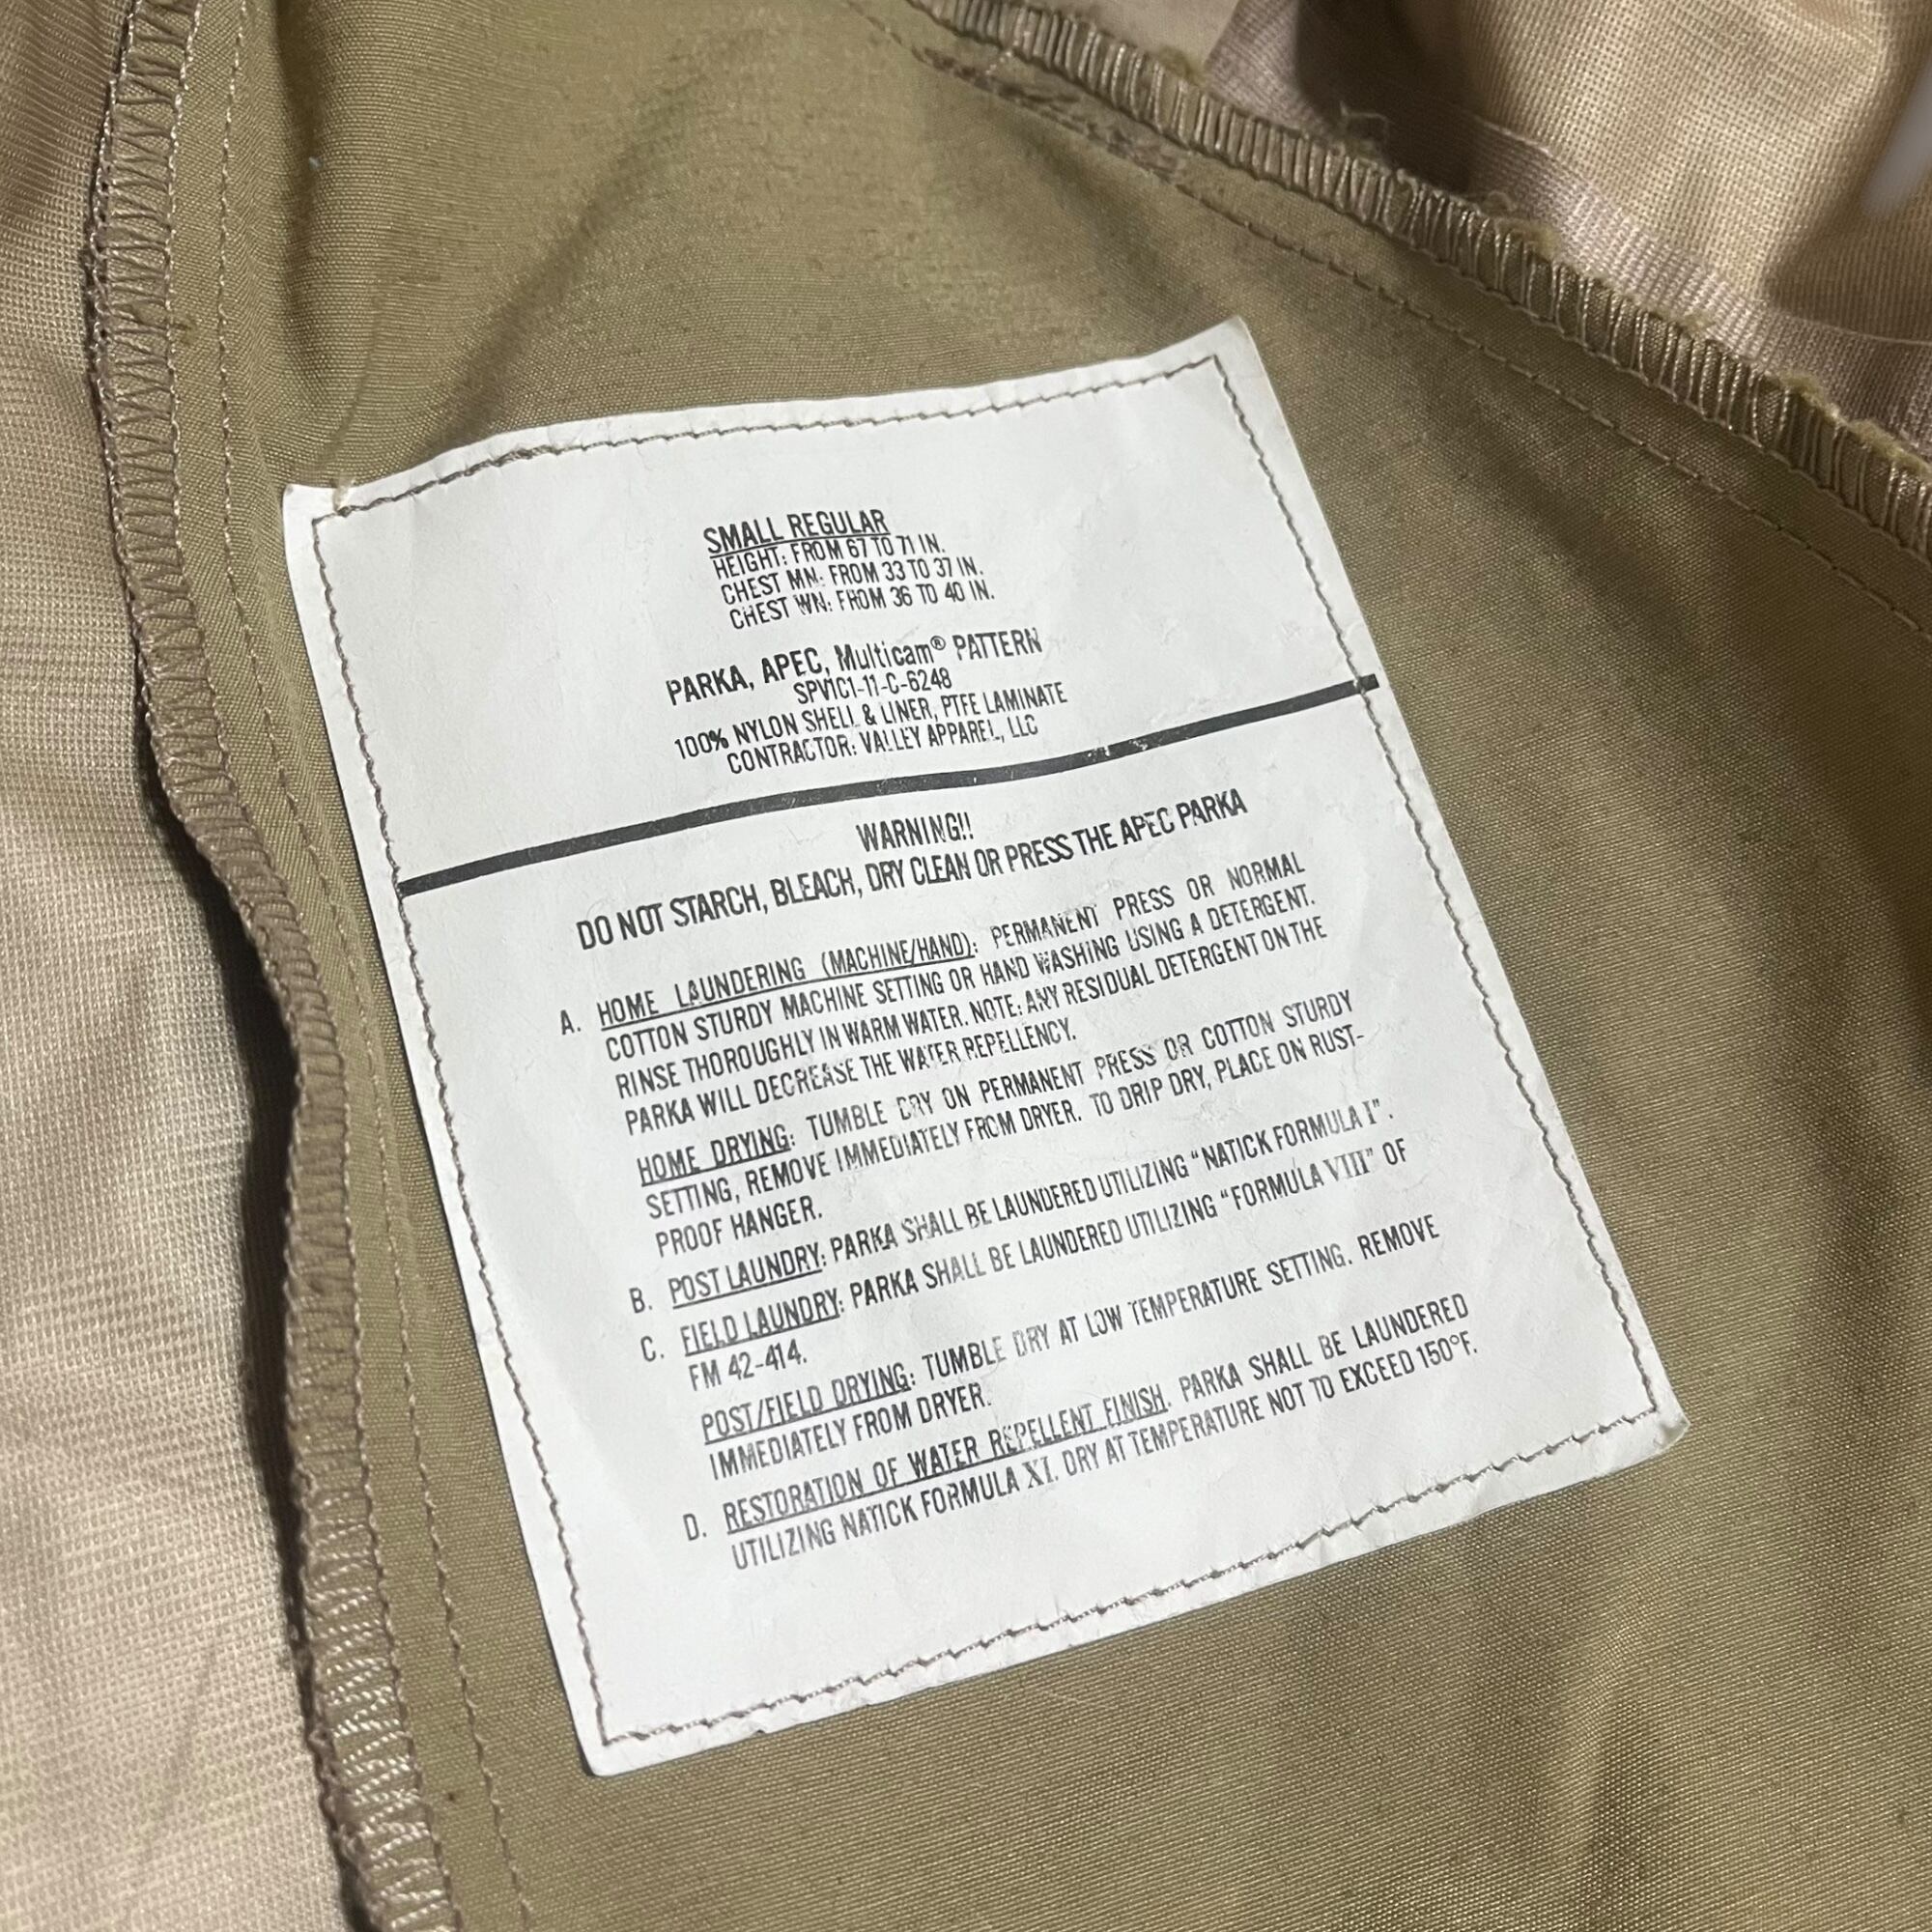 SMALL REGULAR
HEIGHT: FROM 67 TO 71 IN.
CHEST MN: FROM 33 TO 37 IN.
CHEST WN: FROM 36 TO 40 IN.
PARKA, APEC, Multicam® PATTERN
SPV1C1-11-C-6248
100% NYLON SHELL & LINER, PTFE LAMINATE
CONTRACTOR: VALLEY APPAREL, LLC
WARNING!!
DO NOT STARCH, BLEACH, DRY CLEAN OR PRESS THE APEC PARKA
A. HOME LAUNDERING (MACHINE/HAND): PERMANENT PRESS OR NORMAL
COTTON STURDY MACHINE SETTING OR HAND WASHING USING A DETERGENT.
RINSE THOROUGHLY IN WARM WATER. NOTE: ANY RESIDUAL DETERGENT ON THE
PARKA WILL DECREASE THE WATER REPELLENCY.
HOME DRYING: TUMBLE DRY ON PERMANENT PRESS OR COTTON STURDY
SETTING, REMOVE IMMEDIATELY FROM DRYER. TO DRIP DRY, PLACE ON RUST-
PROOF HANGER.
B. POST LAUNDRY: PARKA SHALL BE LAUNDERED UTILIZING "NATICK FORMULA I".
C. FIELD LAUNDRY: PARKA SHALL BE LAUNDERED UTILIZING "FORMULA VIII" OF
FM 42-414.
POST/FIELD DRYING: TUMBLE DRY AT LOW TEMPERATURE SETTING. REMOVE
IMMEDIATELY FROM DRYER.
D. RESTORATION OF WATER REPELLENT FINISH. PARKA SHALL BE LAUNDERED
UTILIZING NATICK FORMULA XI. DRY AT TEMPERATURE NOT TO EXCEED 150°F.